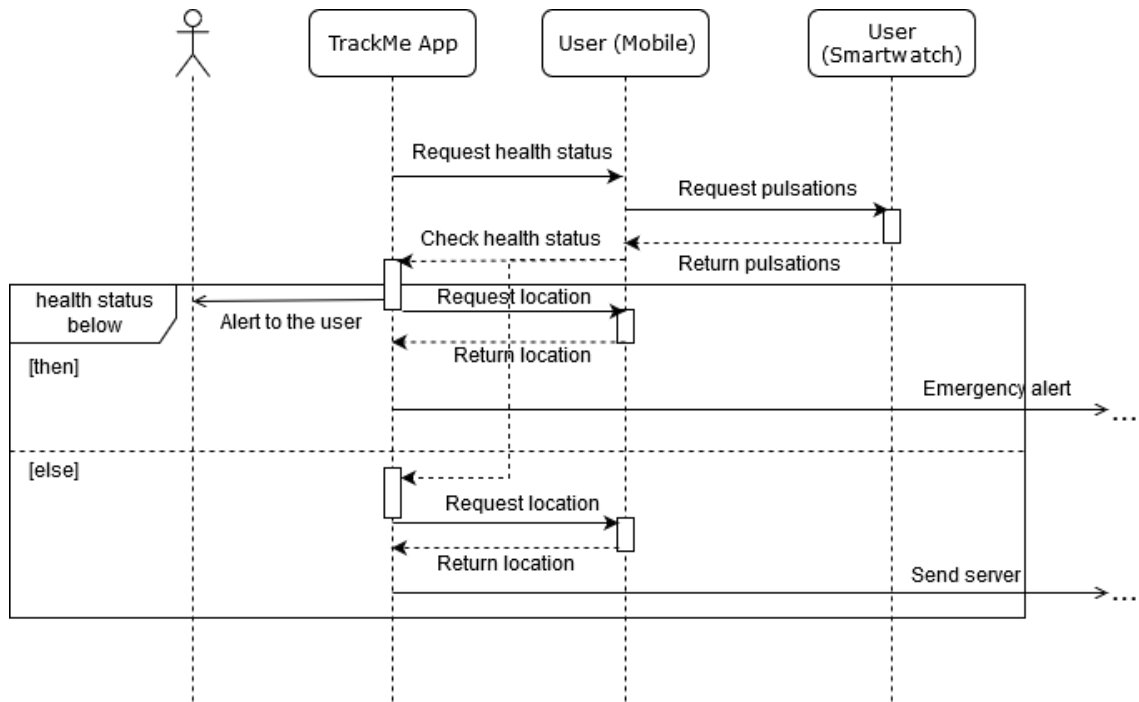 TrackMe App
User (Mobile)
User
(Smartwatch)
Request health status
Request pulsations
Check health status
Return pulsations
health status
below
Request location
Alert to the user
Return location
[then]
Emergency alert
...
[else]
Request location
Return location
Send server
...